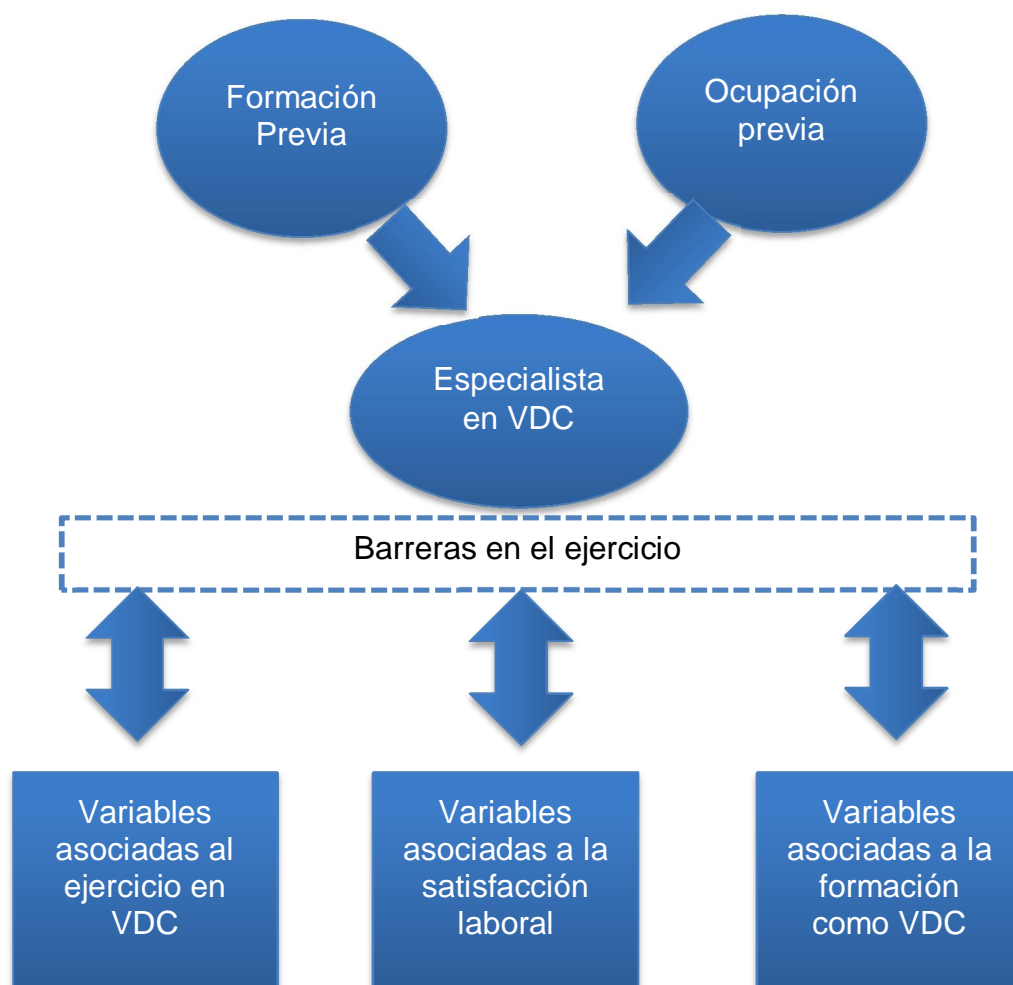 Formación
Previa
Ocupación
previa
Especialista
en VDC
Barreras en el ejercicio
Variables
asociadas al
ejercicio en
VDC
Variables
asociadas a la
satisfacción
laboral
Variables
asociadas a la
formación
como VDC